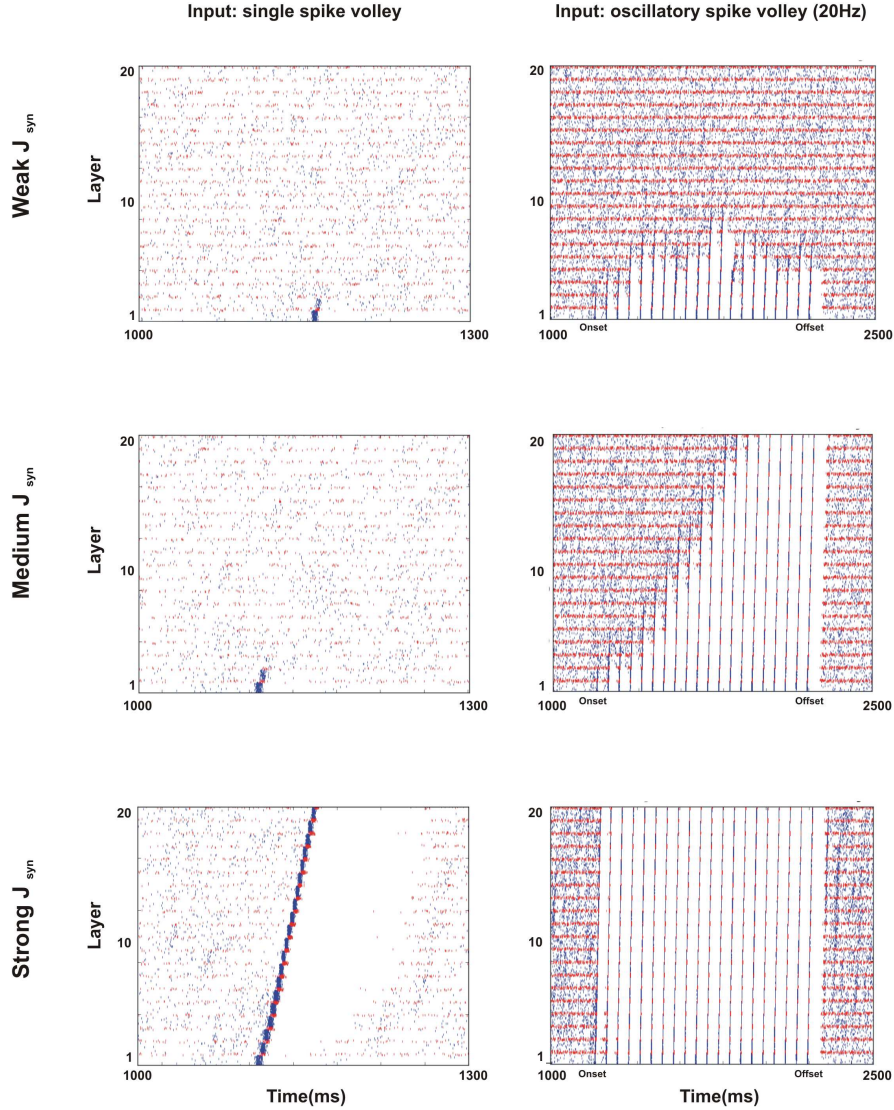 Input: single spike volley
Input: oscillatory spike volley (20Hz)
Weak J syn
Layer
20
10
1
1000
1300
20
10
1
1000
Onset
Offset
2500
Medium J syn
Layer
20
10
1
1000
1300
20
10
1
1000
Onset
Offset
2500
Strong J syn
Layer
20
10
1
1000
1300
Time(ms)
20
10
1
1000
Onset
Offset
2500
Time(ms)